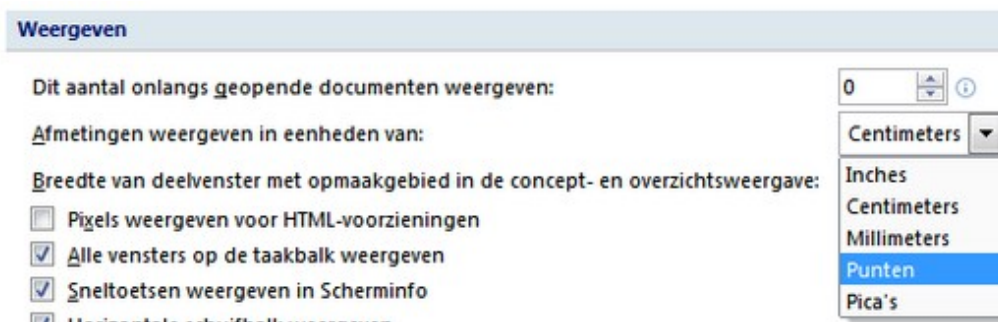 Weergeven
Dit aantal onlangs geopende documenten weergeven: 0
Afmetingen weergeven in eenheden van: Centimeters
Breedte van deelvenster met opmaakgebied in de concept- en overzichtsweergave:
Inches
Centimeters
Millimeters
Punten
Pica's
Pixels weergeven voor HTML-voorzieningen
Alle vensters op de taakbalk weergeven
Sneltoetsen weergeven in Scherminfo